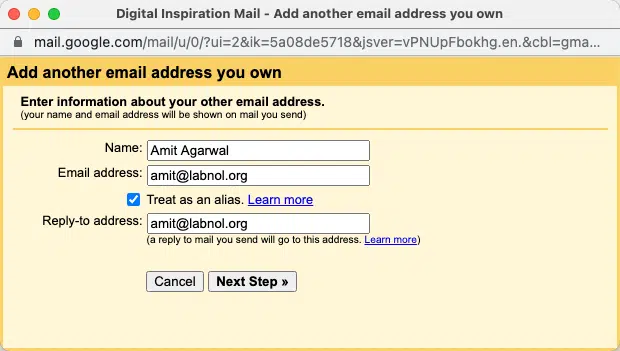 Digital Inspiration Mail - Add another email address you own
mail.google.com/mail/u/0/?ui=2&ik=5a08de5718&jsver=vPNUpFbokhg.en.&cbl=gma...
Add another email address you own
Enter information about your other email address.
(your name and email address will be shown on mail you send)
Name: Amit Agarwal
Email address: amit@labnol.org
Treat as an alias. Learn more
Reply-to address: amit@labnol.org
(a reply to mail you send will go to this address. Learn more)
Cancel Next Step »